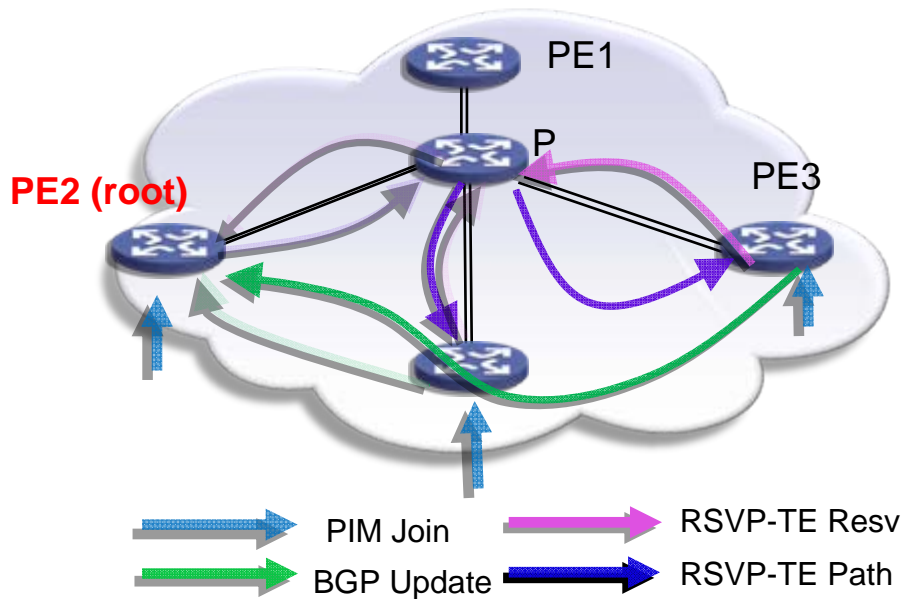 PE1
P
PE3
PE2 (root)
PIM Join
RSVP-TE Resv
BGP Update
RSVP-TE Path